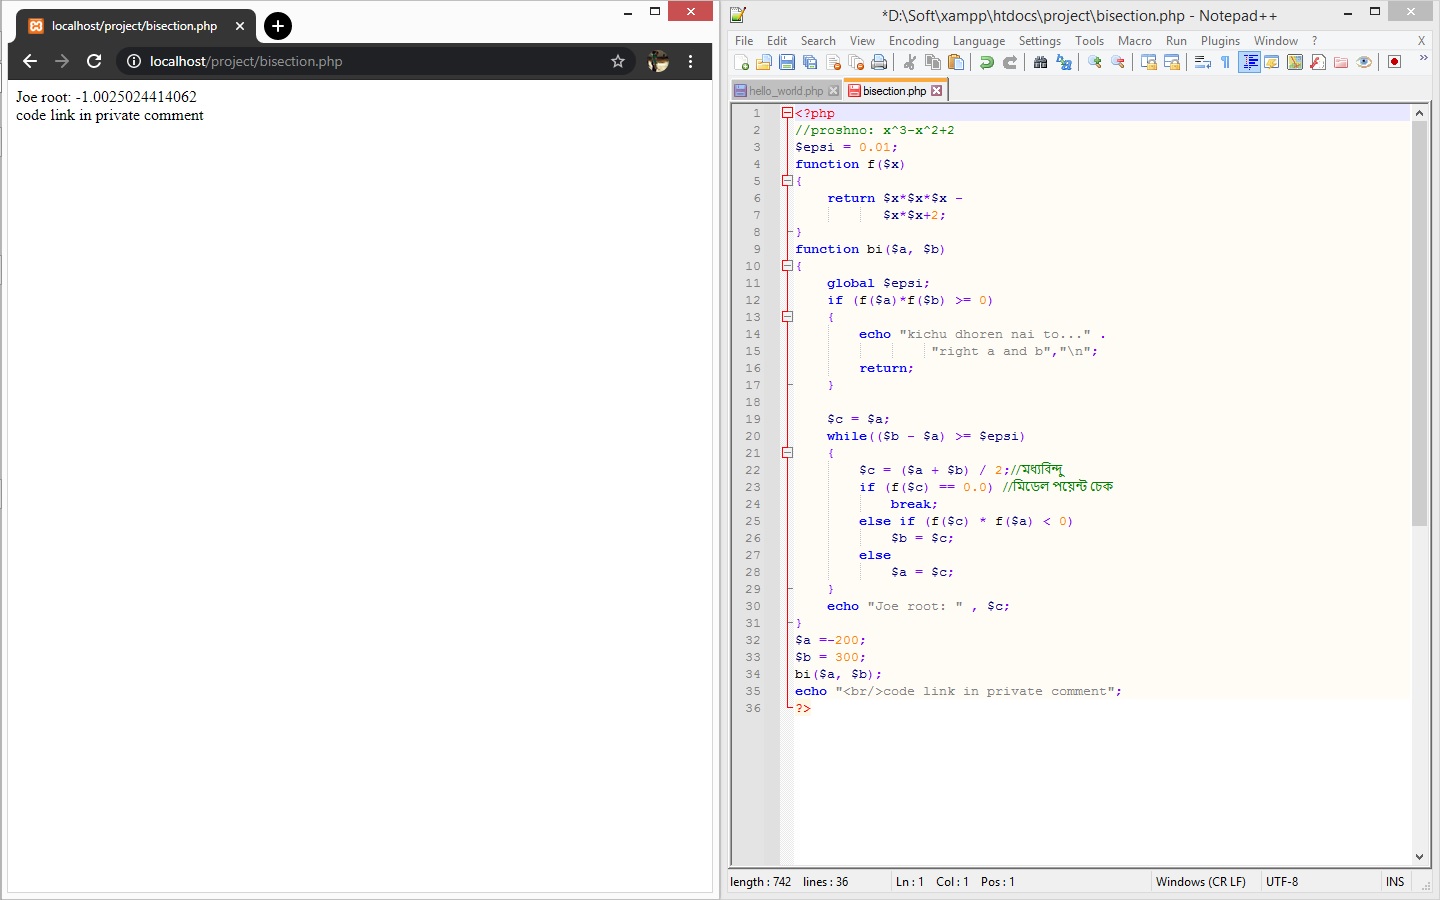 localhost/project/bisection.php
localhost/project/bisection.php
Joe root: -1.0025024414062
code link in private comment
*D:\Soft\xampp\htdocs\project\bisection.php - Notepad++
File Edit Search View Encoding Language Settings Tools Macro Run Plugins Window ? X
hello_world.php bisection.php
1 <?php
2 //proshno: x^3-x^2+2
3 $epsi = 0.01;
4 function f($x)
5 {
6 return $x*$x*$x -
7 $x*$x+2;
8 }
9 function bi($a, $b)
10 {
11 global $epsi;
12 if (f($a)*f($b) >= 0)
13 {
14 echo "kichu dhoren nai to..." .
15 "right a and b","\n";
16 return;
17 }
18
19 $c = $a;
20 while(($b - $a) >= $epsi)
21 {
22 $c = ($a + $b) / 2;//মধ্যবিন্দু
23 if (f($c) == 0.0) //মিডেল পয়েন্ট চেক
24 break;
25 else if (f($c) * f($a) < 0)
26 $b = $c;
27 else
28 $a = $c;
29 }
30 echo "Joe root: " , $c;
31 }
32 $a =-200;
33 $b = 300;
34 bi($a, $b);
35 echo "<br/>code link in private comment";
36 ?>
length : 742 lines : 36 Ln : 1 Col : 1 Pos : 1 Windows (CR LF) UTF-8 INS